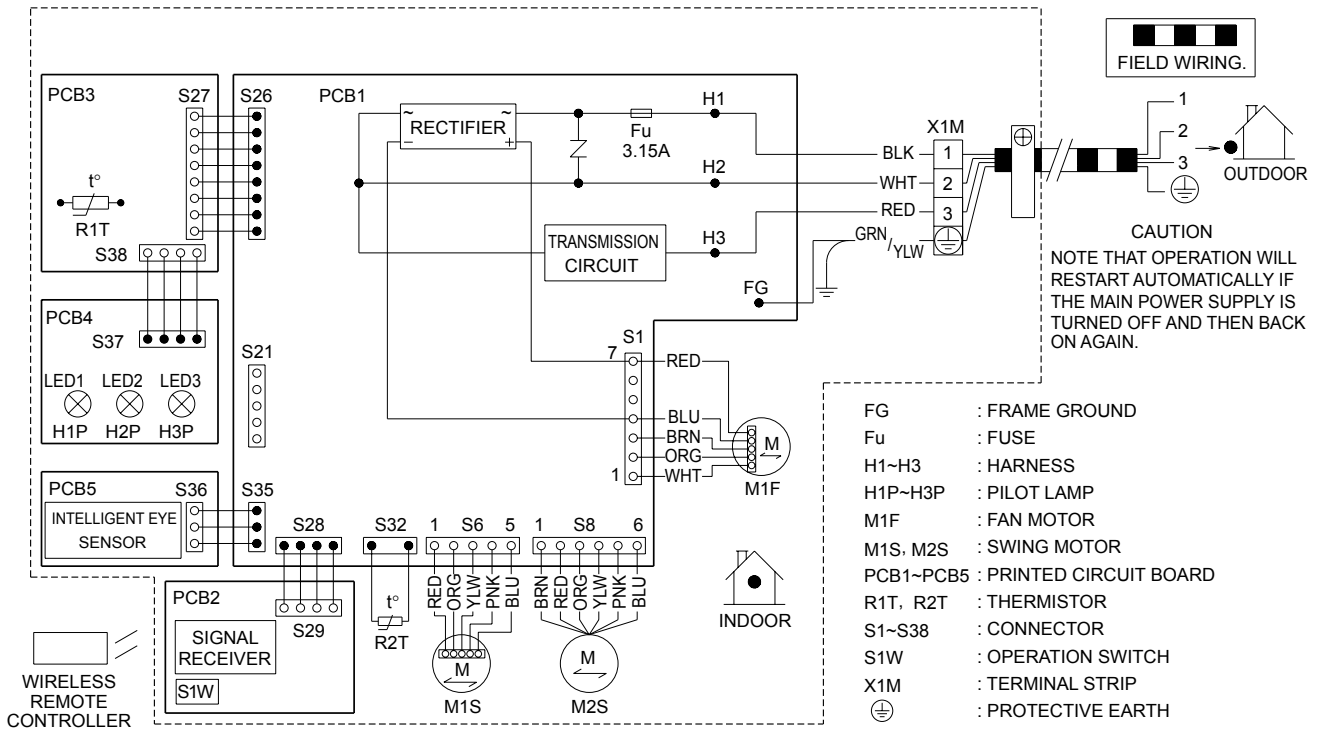 FIELD WIRING.
PCB3
S27
S26
PCB1
RECTIFIER
~
~
−
+
Fu
3.15A
H1
X1M
1
2
3
OUTDOOR
t°
R1T
S38
H2
H3
BLK
WHT
RED
GRN
/YLW
1
2
3
TRANSMISSION
CIRCUIT
FG
CAUTION
NOTE THAT OPERATION WILL
RESTART AUTOMATICALLY IF
THE MAIN POWER SUPPLY IS
TURNED OFF AND THEN BACK
ON AGAIN.
PCB4
S37
LED1 LED2 LED3
H1P H2P H3P
S21
S1
7
1
RED
BLU
BRN
ORG
WHT
M
M1F
PCB5
S36
S35
INTELLIGENT EYE
SENSOR
S28
S32
1 S6 5
1 S8 6
RED
ORG
YLW
PNK
BLU
BRN
RED
ORG
YLW
PNK
BLU
PCB2
S29
SIGNAL
RECEIVER
S1W
t°
R2T
M
M1S
M
M2S
INDOOR
WIRELESS
REMOTE
CONTROLLER
FG : FRAME GROUND
Fu : FUSE
H1~H3 : HARNESS
H1P~H3P : PILOT LAMP
M1F : FAN MOTOR
M1S, M2S : SWING MOTOR
PCB1~PCB5 : PRINTED CIRCUIT BOARD
R1T, R2T : THERMISTOR
S1~S38 : CONNECTOR
S1W : OPERATION SWITCH
X1M : TERMINAL STRIP
: PROTECTIVE EARTH